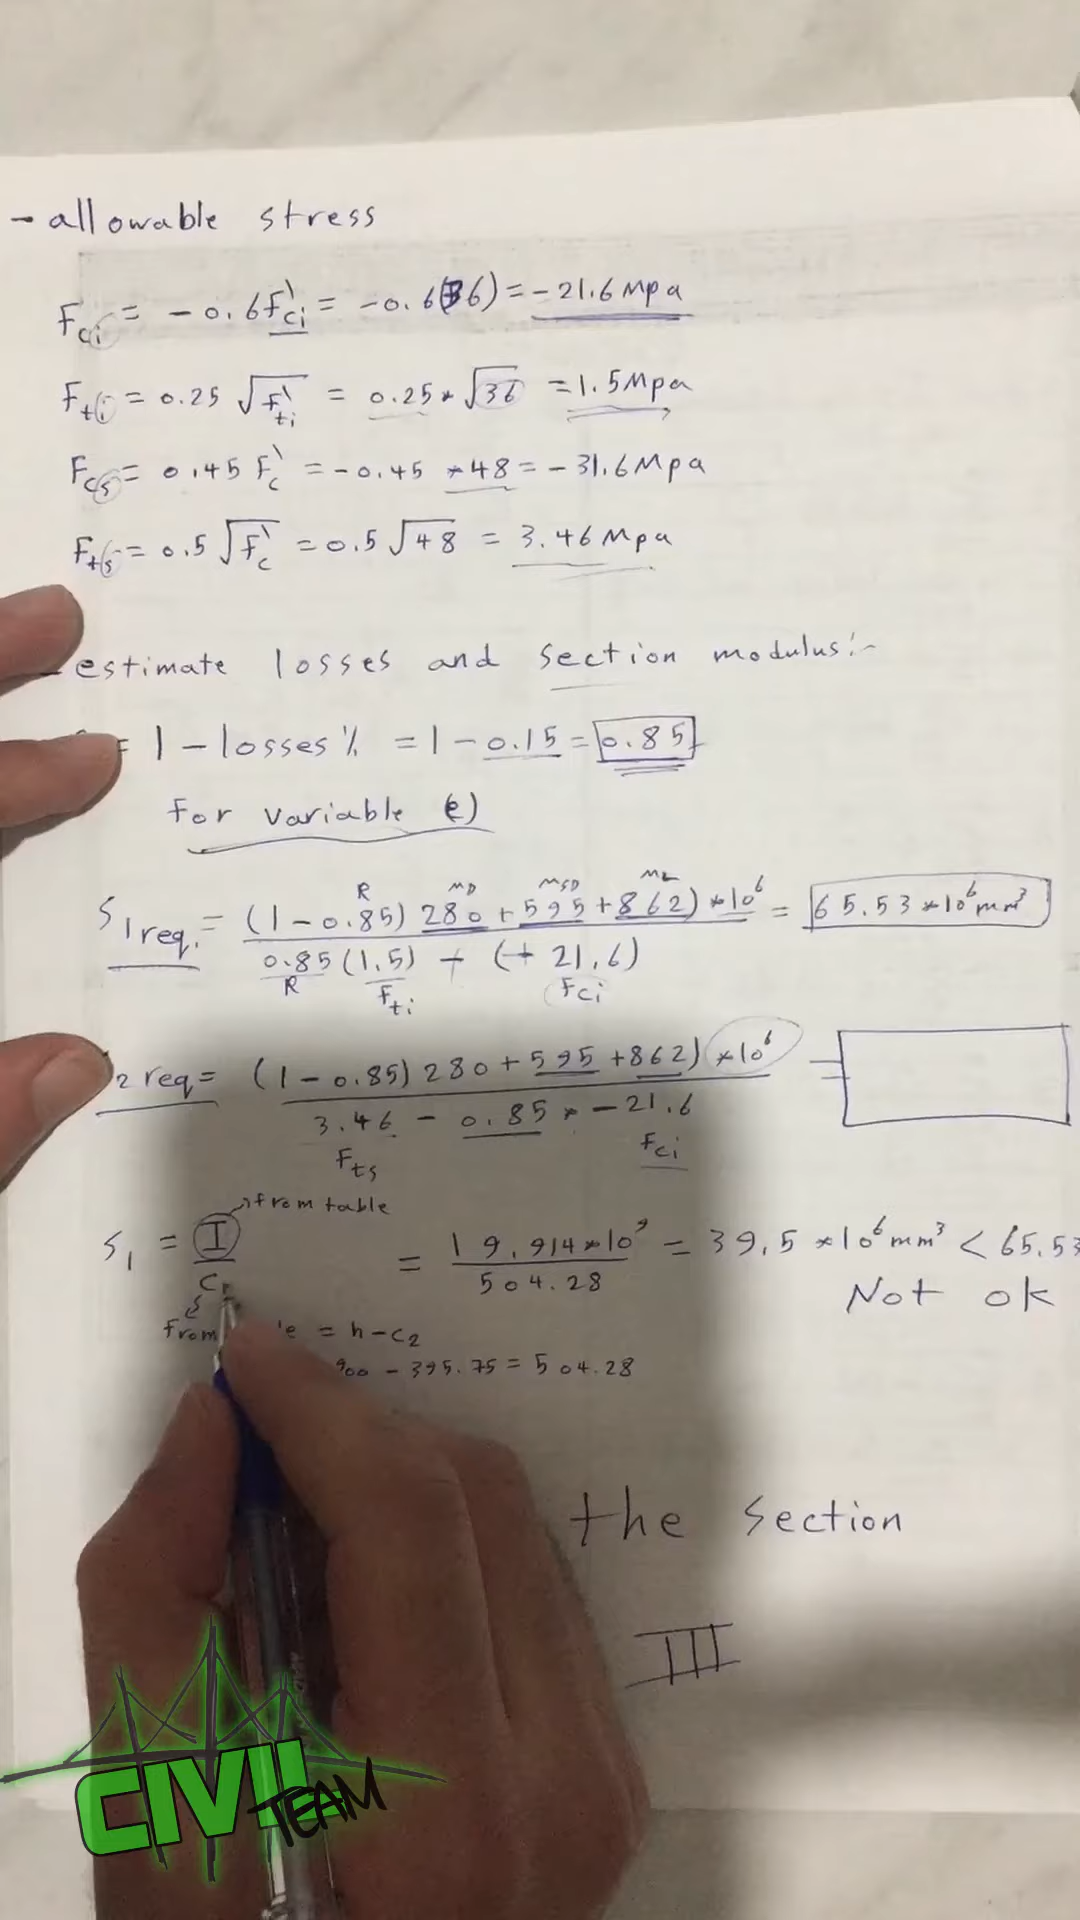 - allowable stress
Fci = - 0.6 F'ci = -0.6(36) = -21.6 Mpa
Fti = 0.25 √F'ti = 0.25 * √36 = 1.5 Mpa
Fcs = 0.45 F'c = -0.45 * 48 = - 31.6 Mpa
Fts = 0.5 √F'c = 0.5 √48 = 3.46 Mpa
- estimate losses and section modulus:-
= 1 - losses % = 1 - 0.15 = 0.85
For variable (e)
R MD MSD ML
S1 req. = (1 - 0.85) 280 + 595 + 862) * 10^6 = 65.53 * 10^6 mm^3
0.85 (1.5) + (+ 21.6)
R Fti Fci
2 req = (1 - 0.85) 280 + 595 + 862) * 10^6 =
3.46 - 0.85 * - 21.6
Fts Fci
from table
S1 = I = 19.914 * 10^9 = 39.5 * 10^6 mm^3 < 65.53
C1 504.28
Not ok
from = h - c2
900 - 395.75 = 504.28
the section
III
CIVIL
TEAM